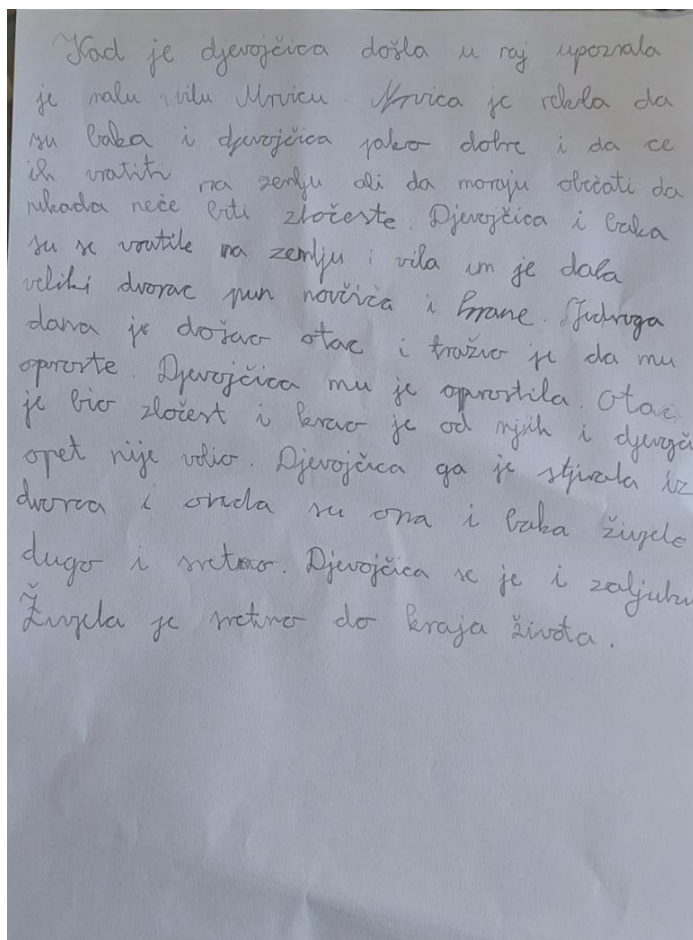 Kad je djevojčica došla u raj upoznala
je malu vilu Mrvicu. Mrvica je rekla da
su baka i djevojčica jako dobre i da ce
ih vratiti na zemlju ali da moraju obećati da
nikada neće biti zločeste. Djevojčica i baka
su se vratile na zemlju i vila im je dala
veliki dvorac pun novčića i hrane. Jednoga
dana je došao otac i tražio je da mu
oproste. Djevojčica mu je oprostila. Otac
je bio zločest i krao je od njih i djevojč
opet nije volio. Djevojčica ga je stjerala iz
dvorca i onda su ona i baka živjele
dugo i sretno. Djevojčica se je i zaljubi
Živjela je sretno do kraja života.